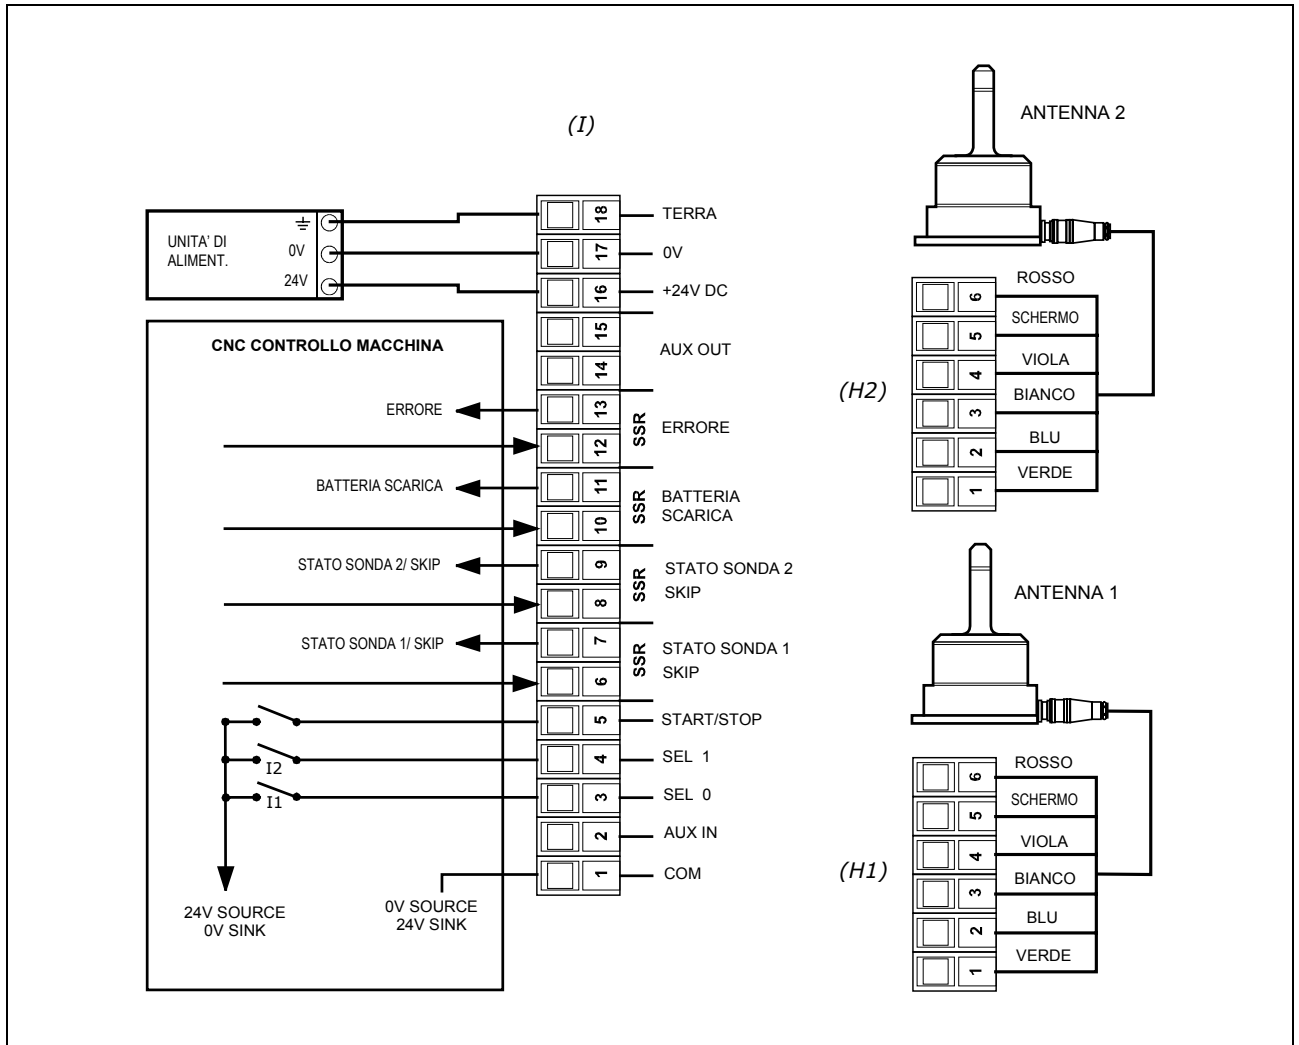 (I)
ANTENNA 2
UNITA' DI
ALIMENT.
0V
24V
18 TERRA
17 0V
16 +24V DC
15
14
AUX OUT
CNC CONTROLLO MACCHINA
ERRORE
13
12
SSR
ERRORE
BATTERIA SCARICA
11
10
SSR
BATTERIA
SCARICA
STATO SONDA 2/ SKIP
9
8
SSR
STATO SONDA 2
SKIP
STATO SONDA 1/ SKIP
7
6
SSR
STATO SONDA 1
SKIP
5 START/STOP
I2
4 SEL 1
I1
3 SEL 0
2 AUX IN
1 COM
24V SOURCE
0V SINK
0V SOURCE
24V SINK
(H2)
6
5
4
3
2
1
ROSSO
SCHERMO
VIOLA
BIANCO
BLU
VERDE
ANTENNA 1
(H1)
6
5
4
3
2
1
ROSSO
SCHERMO
VIOLA
BIANCO
BLU
VERDE